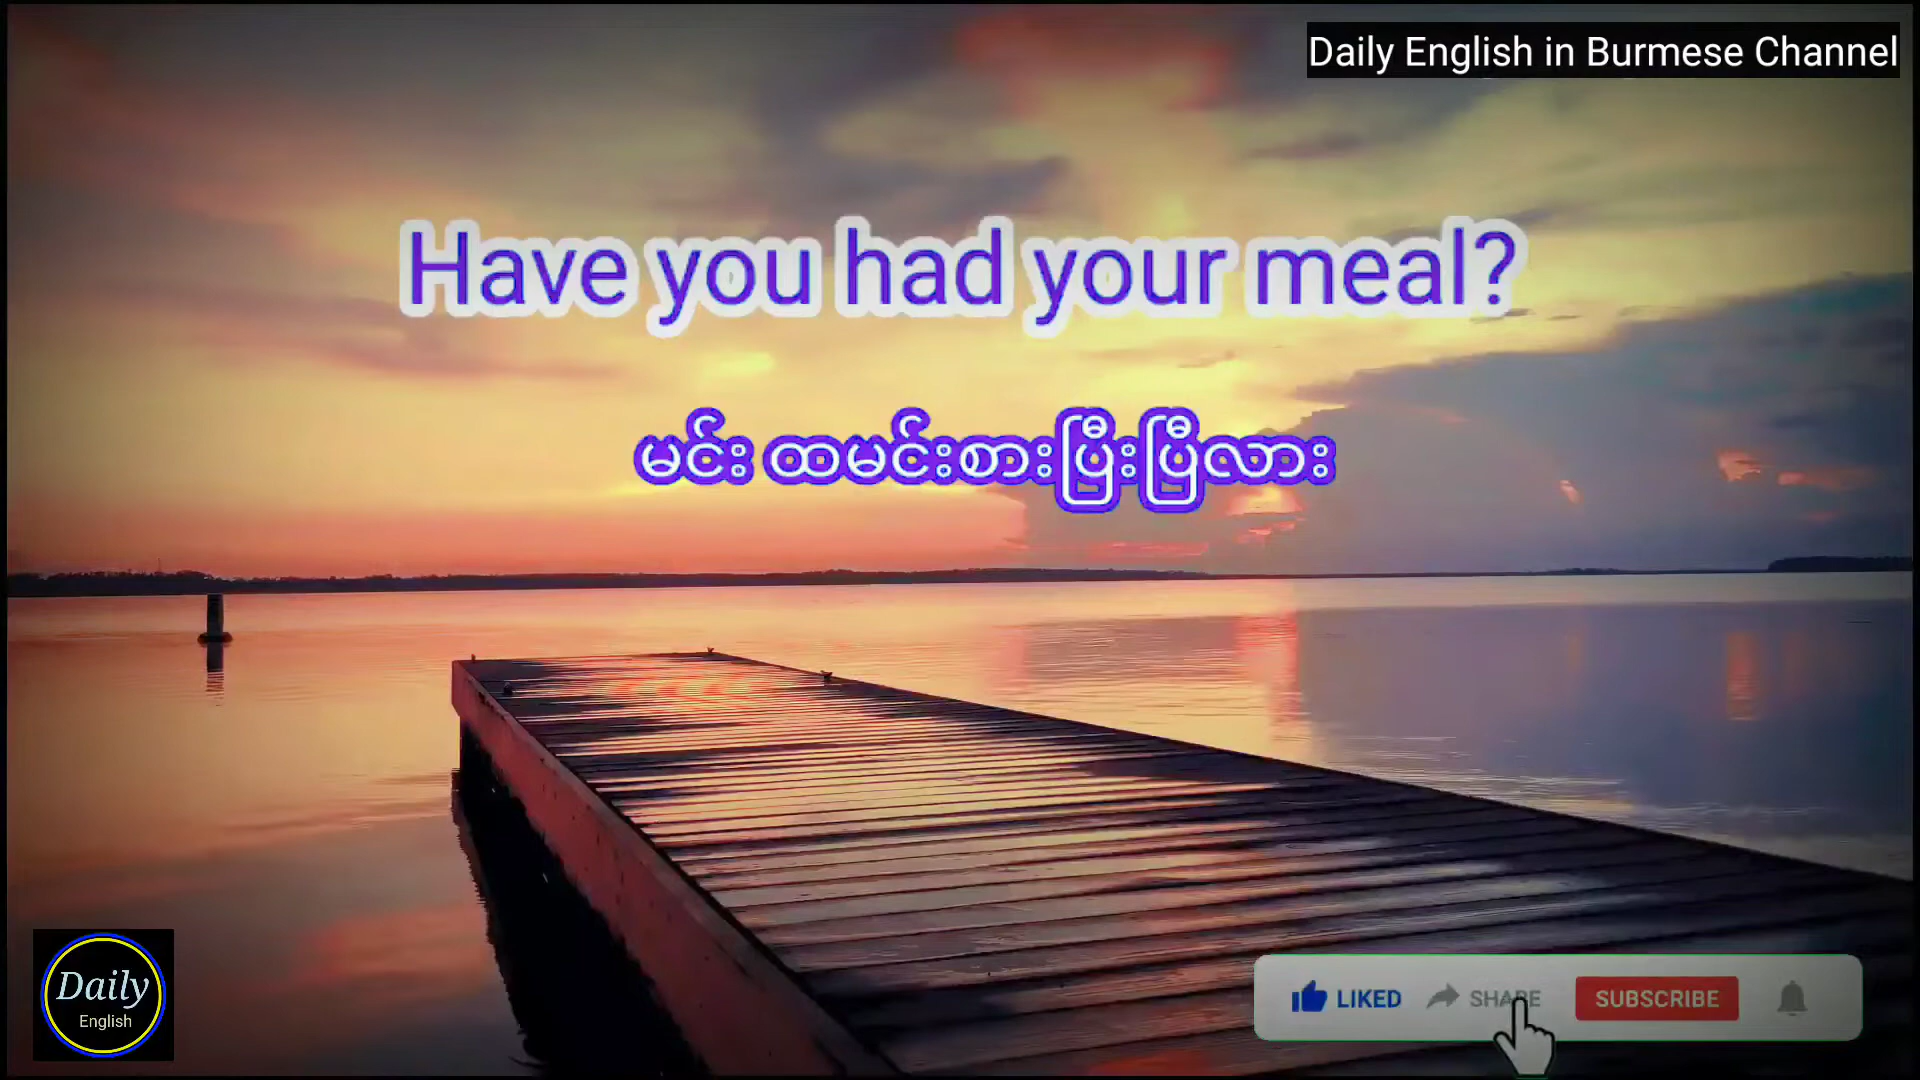 Daily English in Burmese Channel
Have you had your meal?
မင်း ထမင်းစားပြီးပြီလား
Daily
English
LIKED SHARE SUBSCRIBE